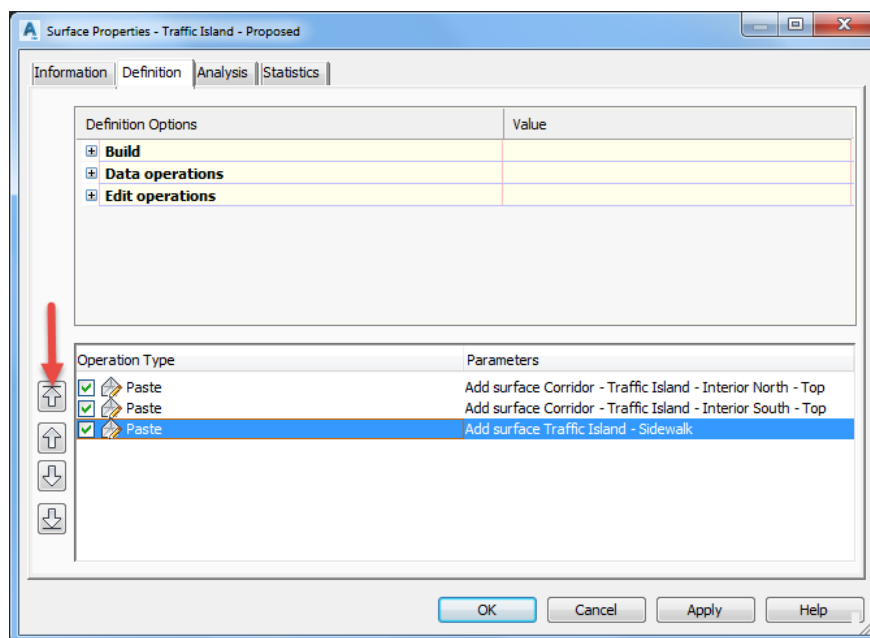 Surface Properties - Traffic Island - Proposed
Information Definition Analysis Statistics
Definition Options Value
Build
Data operations
Edit operations
Operation Type Parameters
Paste Add surface Corridor - Traffic Island - Interior North - Top
Paste Add surface Corridor - Traffic Island - Interior South - Top
Paste Add surface Traffic Island - Sidewalk
OK Cancel Apply Help